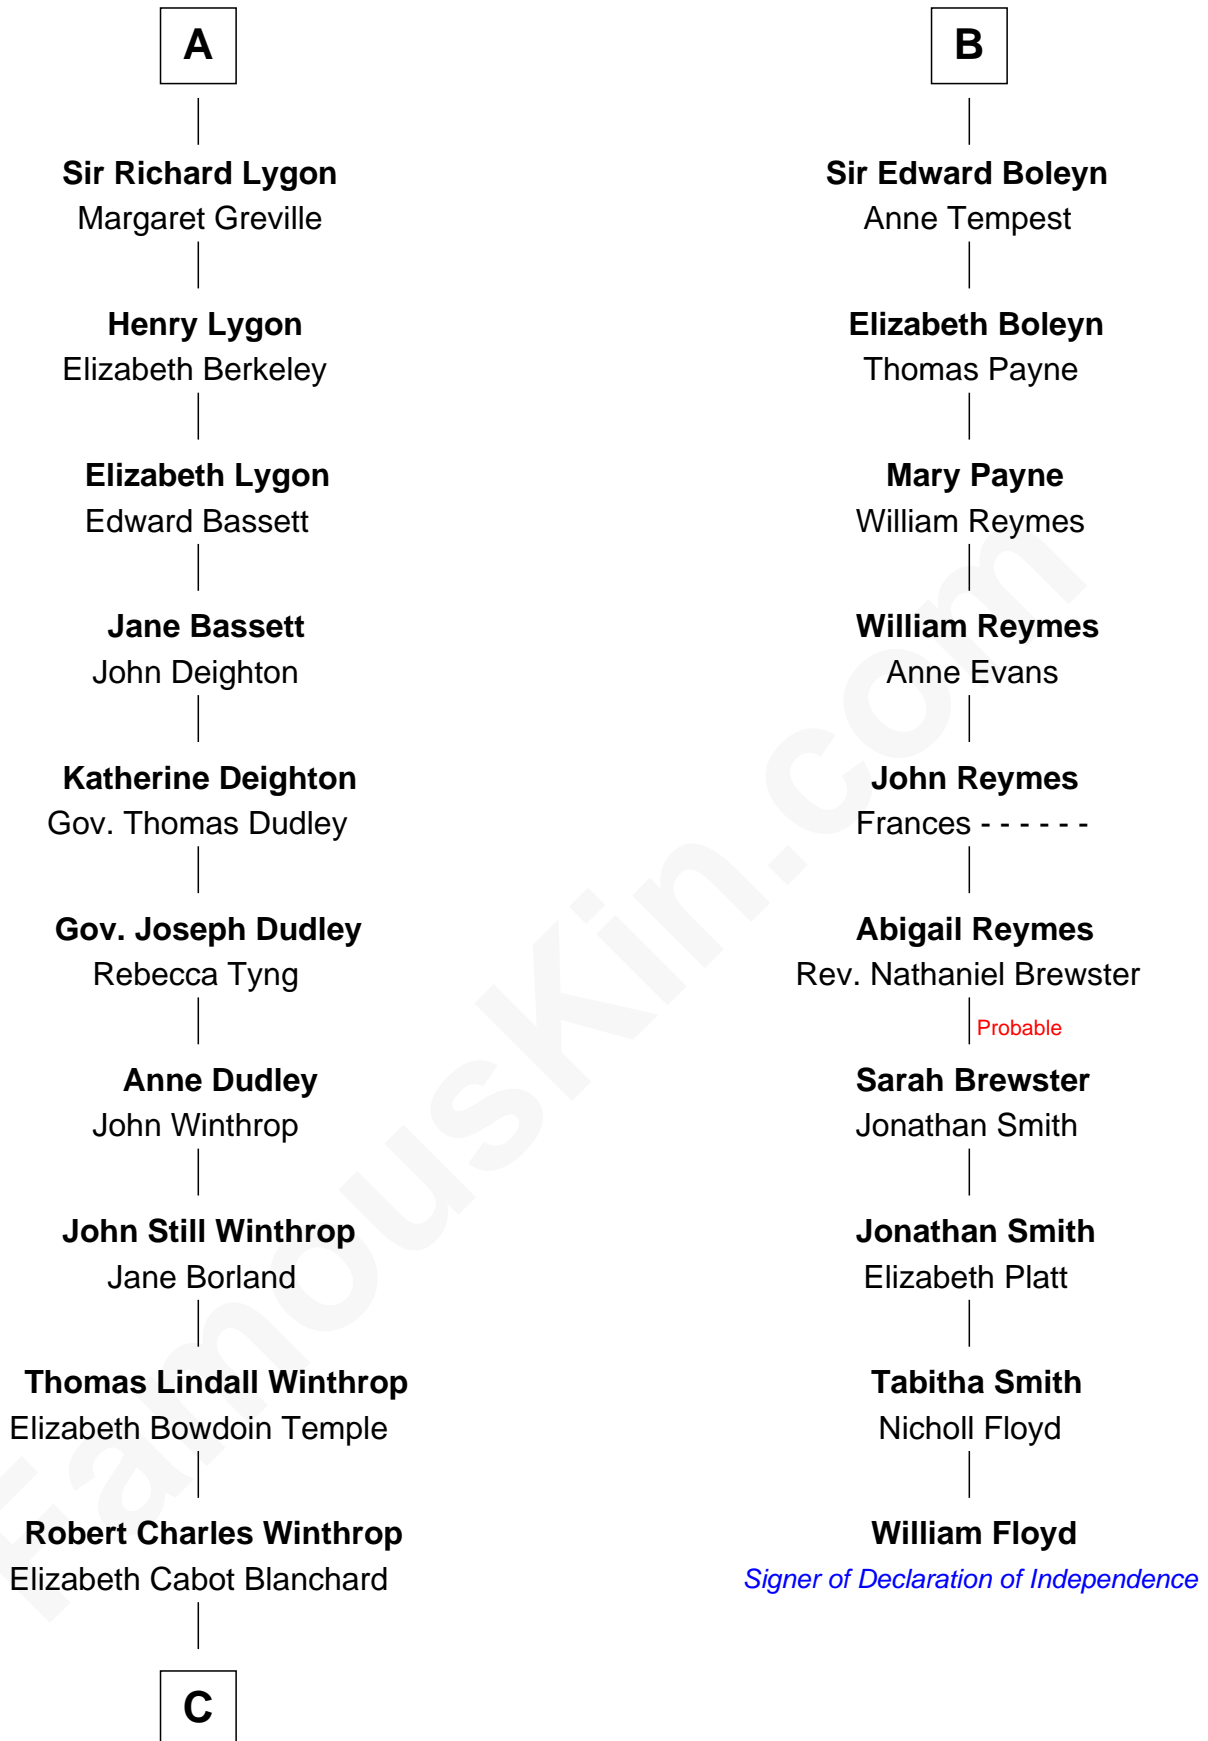 A
Sir Richard Lygon
Margaret Greville
Henry Lygon
Elizabeth Berkeley
Elizabeth Lygon
Edward Bassett
Jane Bassett
John Deighton
Katherine Deighton
Gov. Thomas Dudley
Gov. Joseph Dudley
Rebecca Tyng
Anne Dudley
John Winthrop
John Still Winthrop
Jane Borland
Thomas Lindall Winthrop
Elizabeth Bowdoin Temple
Robert Charles Winthrop
Elizabeth Cabot Blanchard
C
B
Sir Edward Boleyn
Anne Tempest
Elizabeth Boleyn
Thomas Payne
Mary Payne
William Reymes
William Reymes
Anne Evans
John Reymes
Frances - - - - - -
Abigail Reymes
Rev. Nathaniel Brewster
Probable
Sarah Brewster
Jonathan Smith
Jonathan Smith
Elizabeth Platt
Tabitha Smith
Nicholl Floyd
William Floyd
Signer of Declaration of Independence
FamousKin.com